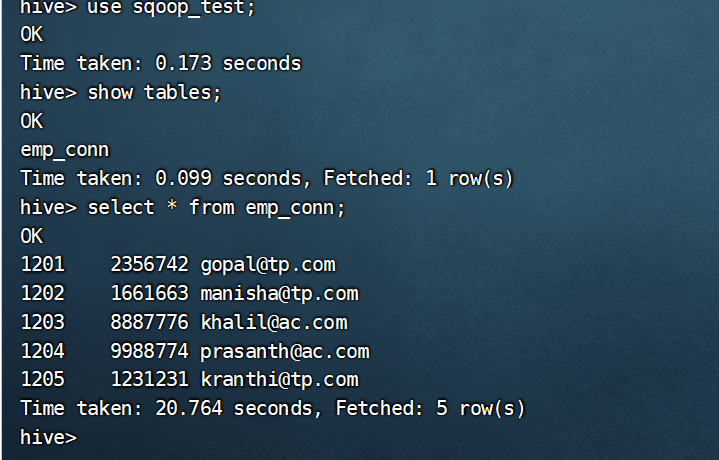 hive> use sqoop_test;
OK
Time taken: 0.173 seconds
hive> show tables;
OK
emp_conn
Time taken: 0.099 seconds, Fetched: 1 row(s)
hive> select * from emp_conn;
OK
1201    2356742 gopal@tp.com
1202    1661663 manisha@tp.com
1203    8887776 khalil@ac.com
1204    9988774 prasanth@ac.com
1205    1231231 kranthi@tp.com
Time taken: 20.764 seconds, Fetched: 5 row(s)
hive>